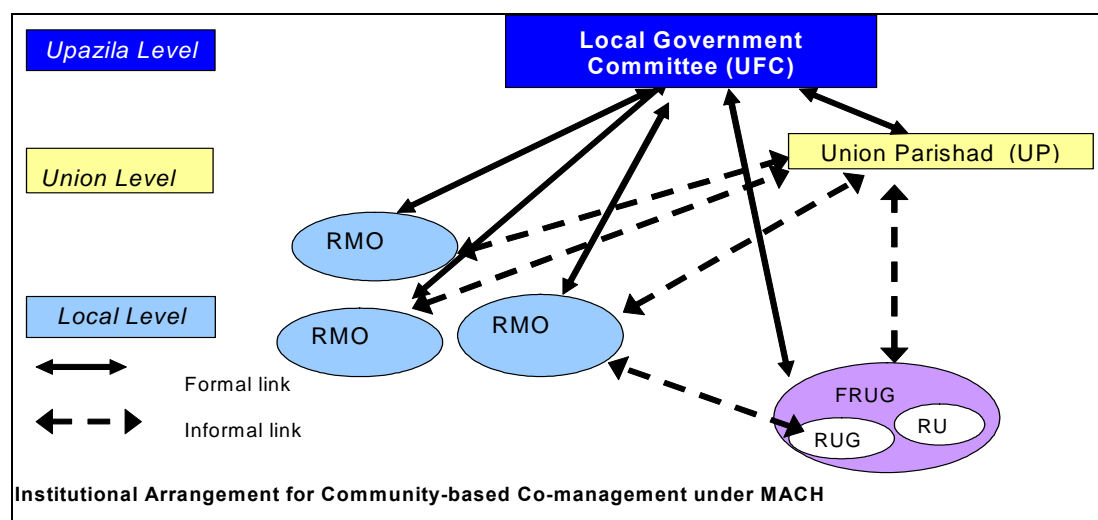 Upazila Level
Local Government
Committee (UFC)
Union Level
Union Parishad (UP)
RMO
Local Level
RMO
RMO
Formal link
Informal link
FRUG
RUG
RU
Institutional Arrangement for Community-based Co-management under MACH